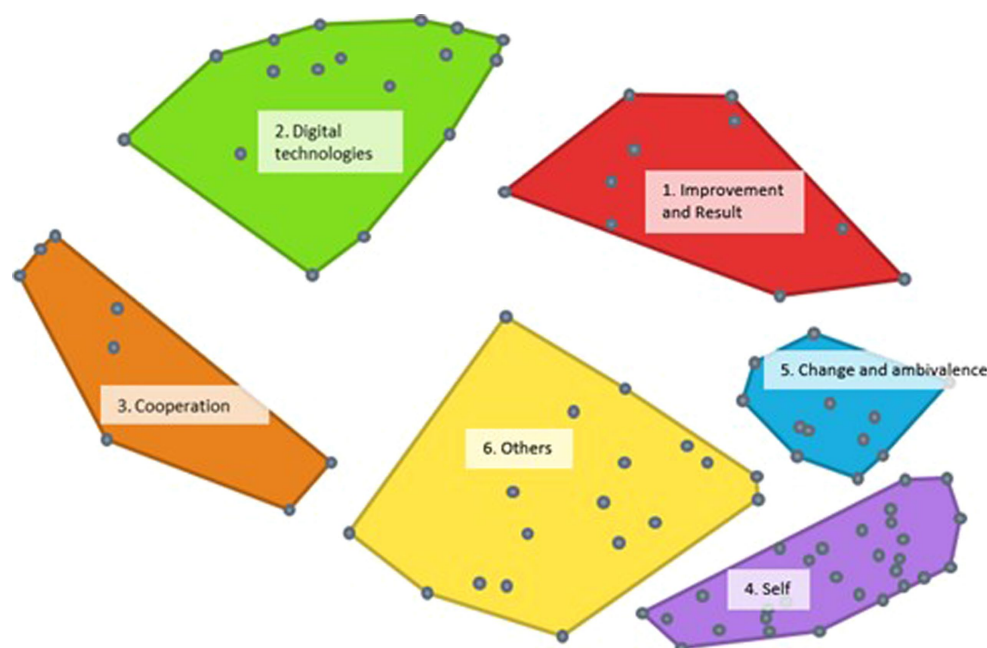 2. Digital
technologies
1. Improvement
and Result
3. Cooperation
5. Change and ambivalence
6. Others
4. Self